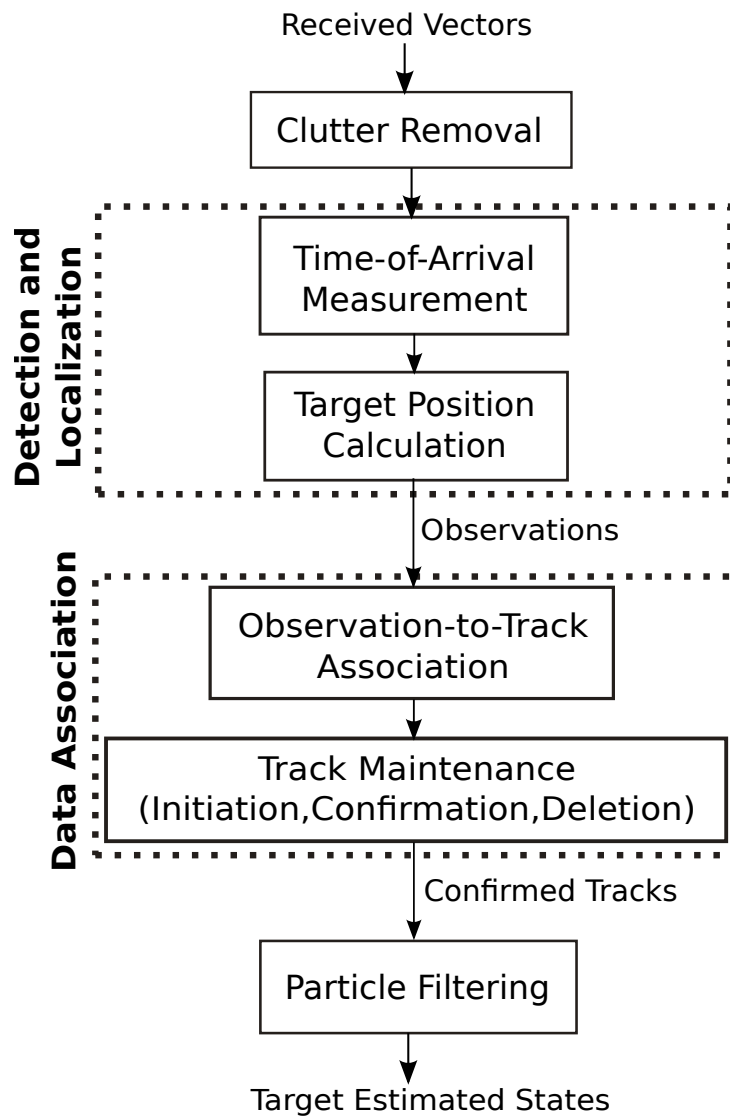 Received Vectors
Clutter Removal
Detection and
Localization
Time-of-Arrival
Measurement
Target Position
Calculation
Observations
Data Association
Observation-to-Track
Association
Track Maintenance
(Initiation,Confirmation,Deletion)
Confirmed Tracks
Particle Filtering
Target Estimated States